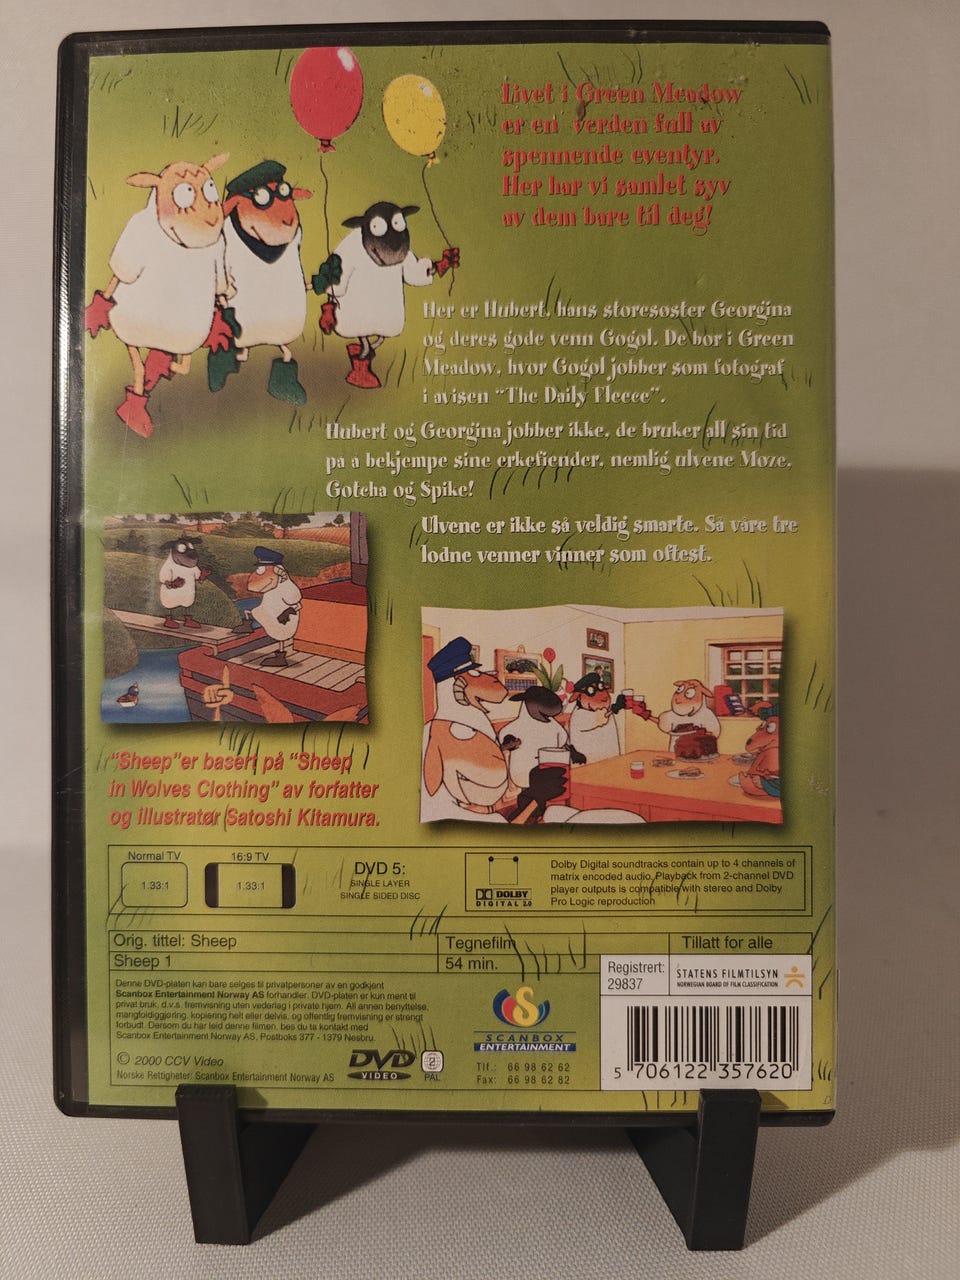 Livet i Green Meadow
er en verden full av
spennende eventyr.
Her har vi samlet syv
av dem bare til deg!
Her er Hubert, hans storesøster Georgina
og deres gode venn Gogol. De bor i Green
Meadow, hvor Gogol jobber som fotograf
i avisen "The Daily Fleece".
Hubert og Georgina jobber ikke, de bruker all sin tid
på å bekjempe sine erkefiender, nemlig ulvene Moze,
Gotcha og Spike!
Ulvene er ikke så veldig smarte. Så våre tre
lodne venner vinner som oftest.
"Sheep"er basert på "Sheep
in Wolves Clothing" av forfatter
og illustratør Satoshi Kitamura.
Normal TV
1.33:1
16:9 TV
1.33:1
DVD 5:
SINGLE LAYER
SINGLE SIDED DISC
DOLBY
DIGITAL 2.0
Dolby Digital soundtracks contain up to 4 channels of
matrix encoded audio. Playback from 2-channel DVD
player outputs is compatible with stereo and Dolby
Pro Logic reproduction
Orig. tittel: Sheep
Tegnefilm
Tillatt for alle
Sheep 1
54 min.
Registrert:
29837
STATENS FILMTILSYN
NORWEGIAN BOARD OF FILM CLASSIFICATION
Denne DVD-platen kan bare selges til privatpersoner av en godkjent
Scanbox Entertainment Norway AS forhandler. DVD-platen er kun ment til
privat bruk, d.v.s. fremvisning uten vederlag i private hjem. All annen benyttelse,
mangfoldiggjøring, kopiering helt eller delvis, og offentlig fremvisning er strengt
forbudt. Dersom du har leid denne filmen, bes du ta kontakt med
Scanbox Entertainment Norway AS, Postboks 377 - 1379 Nesbru.
© 2000 CCV Video
Norske Rettigheter: Scanbox Entertainment Norway AS
DVD
VIDEO
2
PAL
S
SCANBOX
ENTERTAINMENT
Tlf.: 66 98 62 62
Fax: 66 98 62 82
5 706122 357620